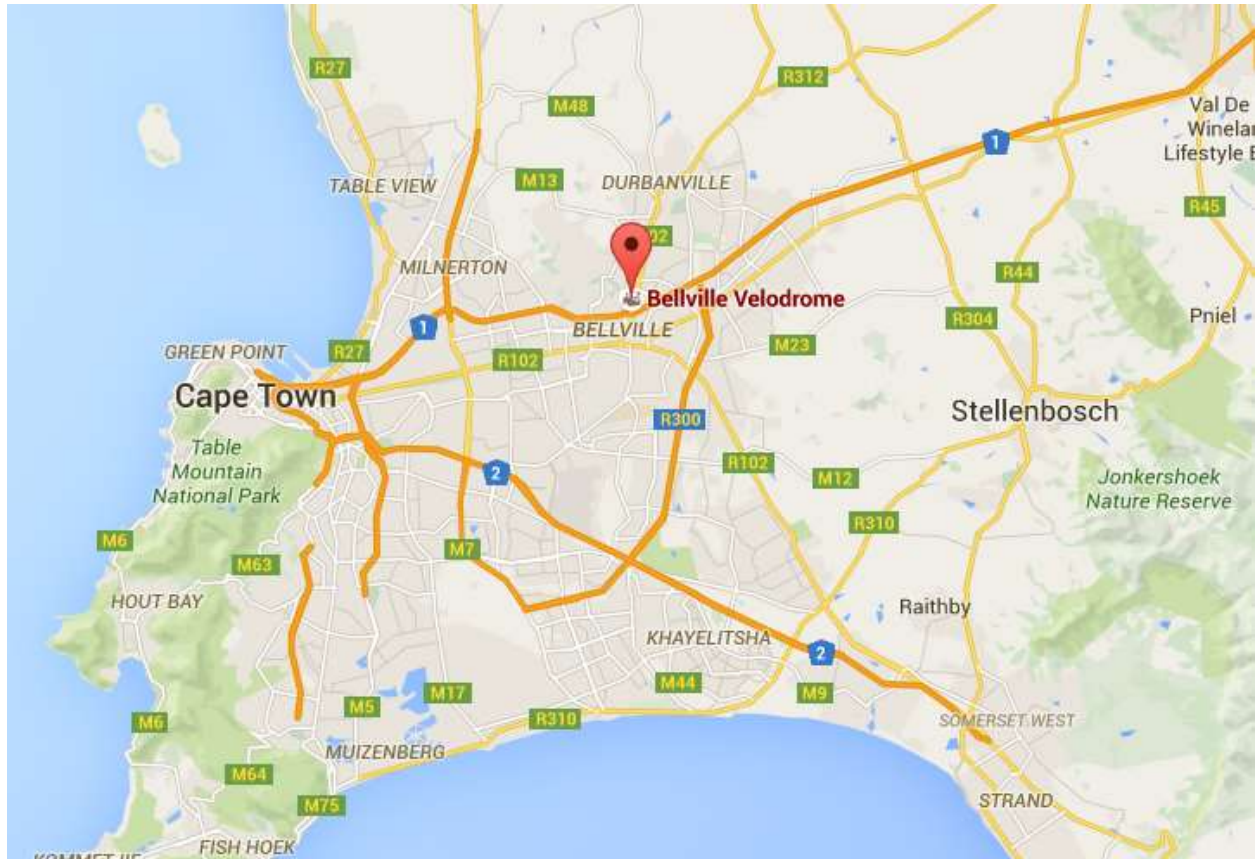 R27
R312
M48
Val De
Winelar
Lifestyle E
1
TABLE VIEW
M13
DURBANVILLE
R45
MILNERTON
R44
Bellville Velodrome
1
BELLVILLE
R304
Pniel
GREEN POINT
R27
R102
M23
Cape Town
Stellenbosch
R300
Table
Mountain
National Park
2
R102
M12
Jonkershoek
Nature Reserve
R310
M6
M7
M63
HOUT BAY
Raithby
KHAYELITSHA
2
M44
M9
M6
M5
M17
R310
SOMERSET WEST
MUIZENBERG
M64
M75
STRAND
FISH HOEK